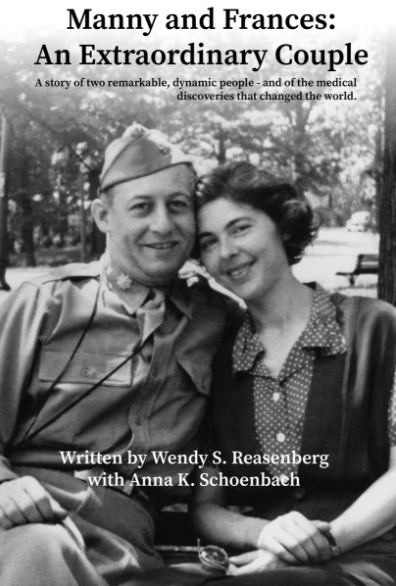 Manny and Frances:
An Extraordinary Couple
A story of two remarkable, dynamic people - and of the medical
discoveries that changed the world.
Written by Wendy S. Reasenberg
with Anna K. Schoenbach